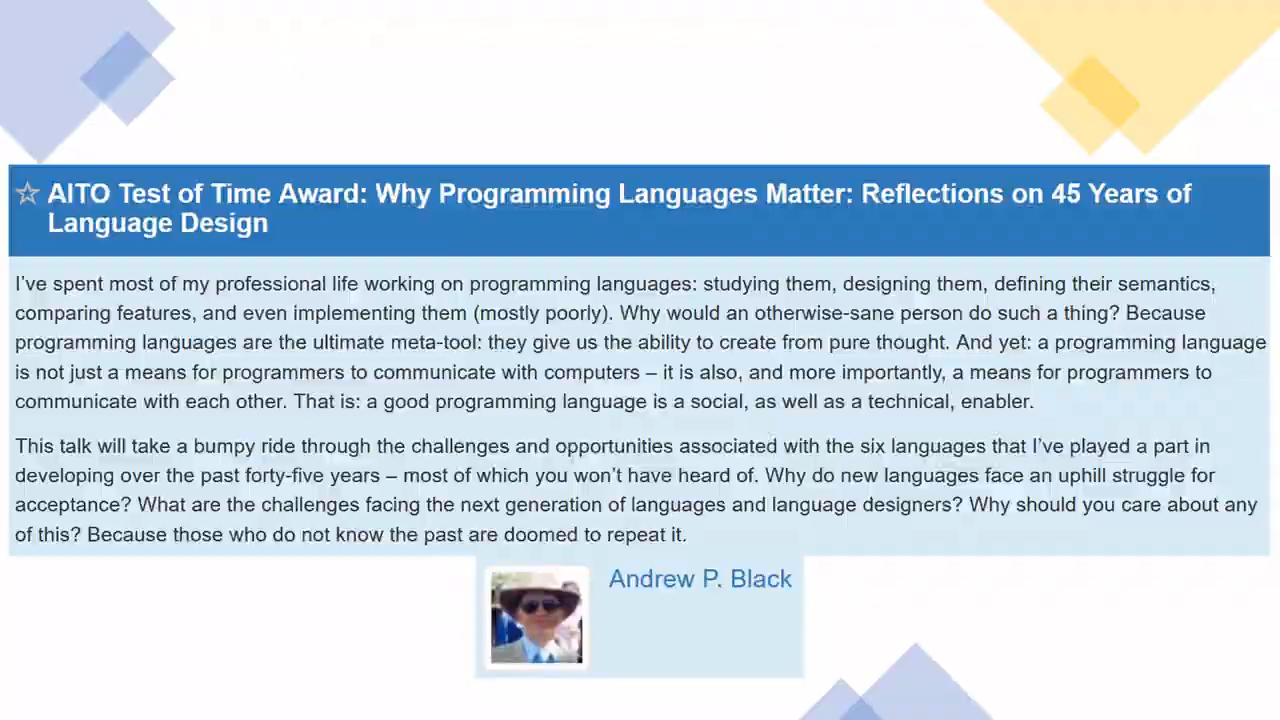 ☆ AITO Test of Time Award: Why Programming Languages Matter: Reflections on 45 Years of
Language Design
I’ve spent most of my professional life working on programming languages: studying them, designing them, defining their semantics,
comparing features, and even implementing them (mostly poorly). Why would an otherwise-sane person do such a thing? Because
programming languages are the ultimate meta-tool: they give us the ability to create from pure thought. And yet: a programming language
is not just a means for programmers to communicate with computers – it is also, and more importantly, a means for programmers to
communicate with each other. That is: a good programming language is a social, as well as a technical, enabler.
This talk will take a bumpy ride through the challenges and opportunities associated with the six languages that I’ve played a part in
developing over the past forty-five years – most of which you won’t have heard of. Why do new languages face an uphill struggle for
acceptance? What are the challenges facing the next generation of languages and language designers? Why should you care about any
of this? Because those who do not know the past are doomed to repeat it.
Andrew P. Black